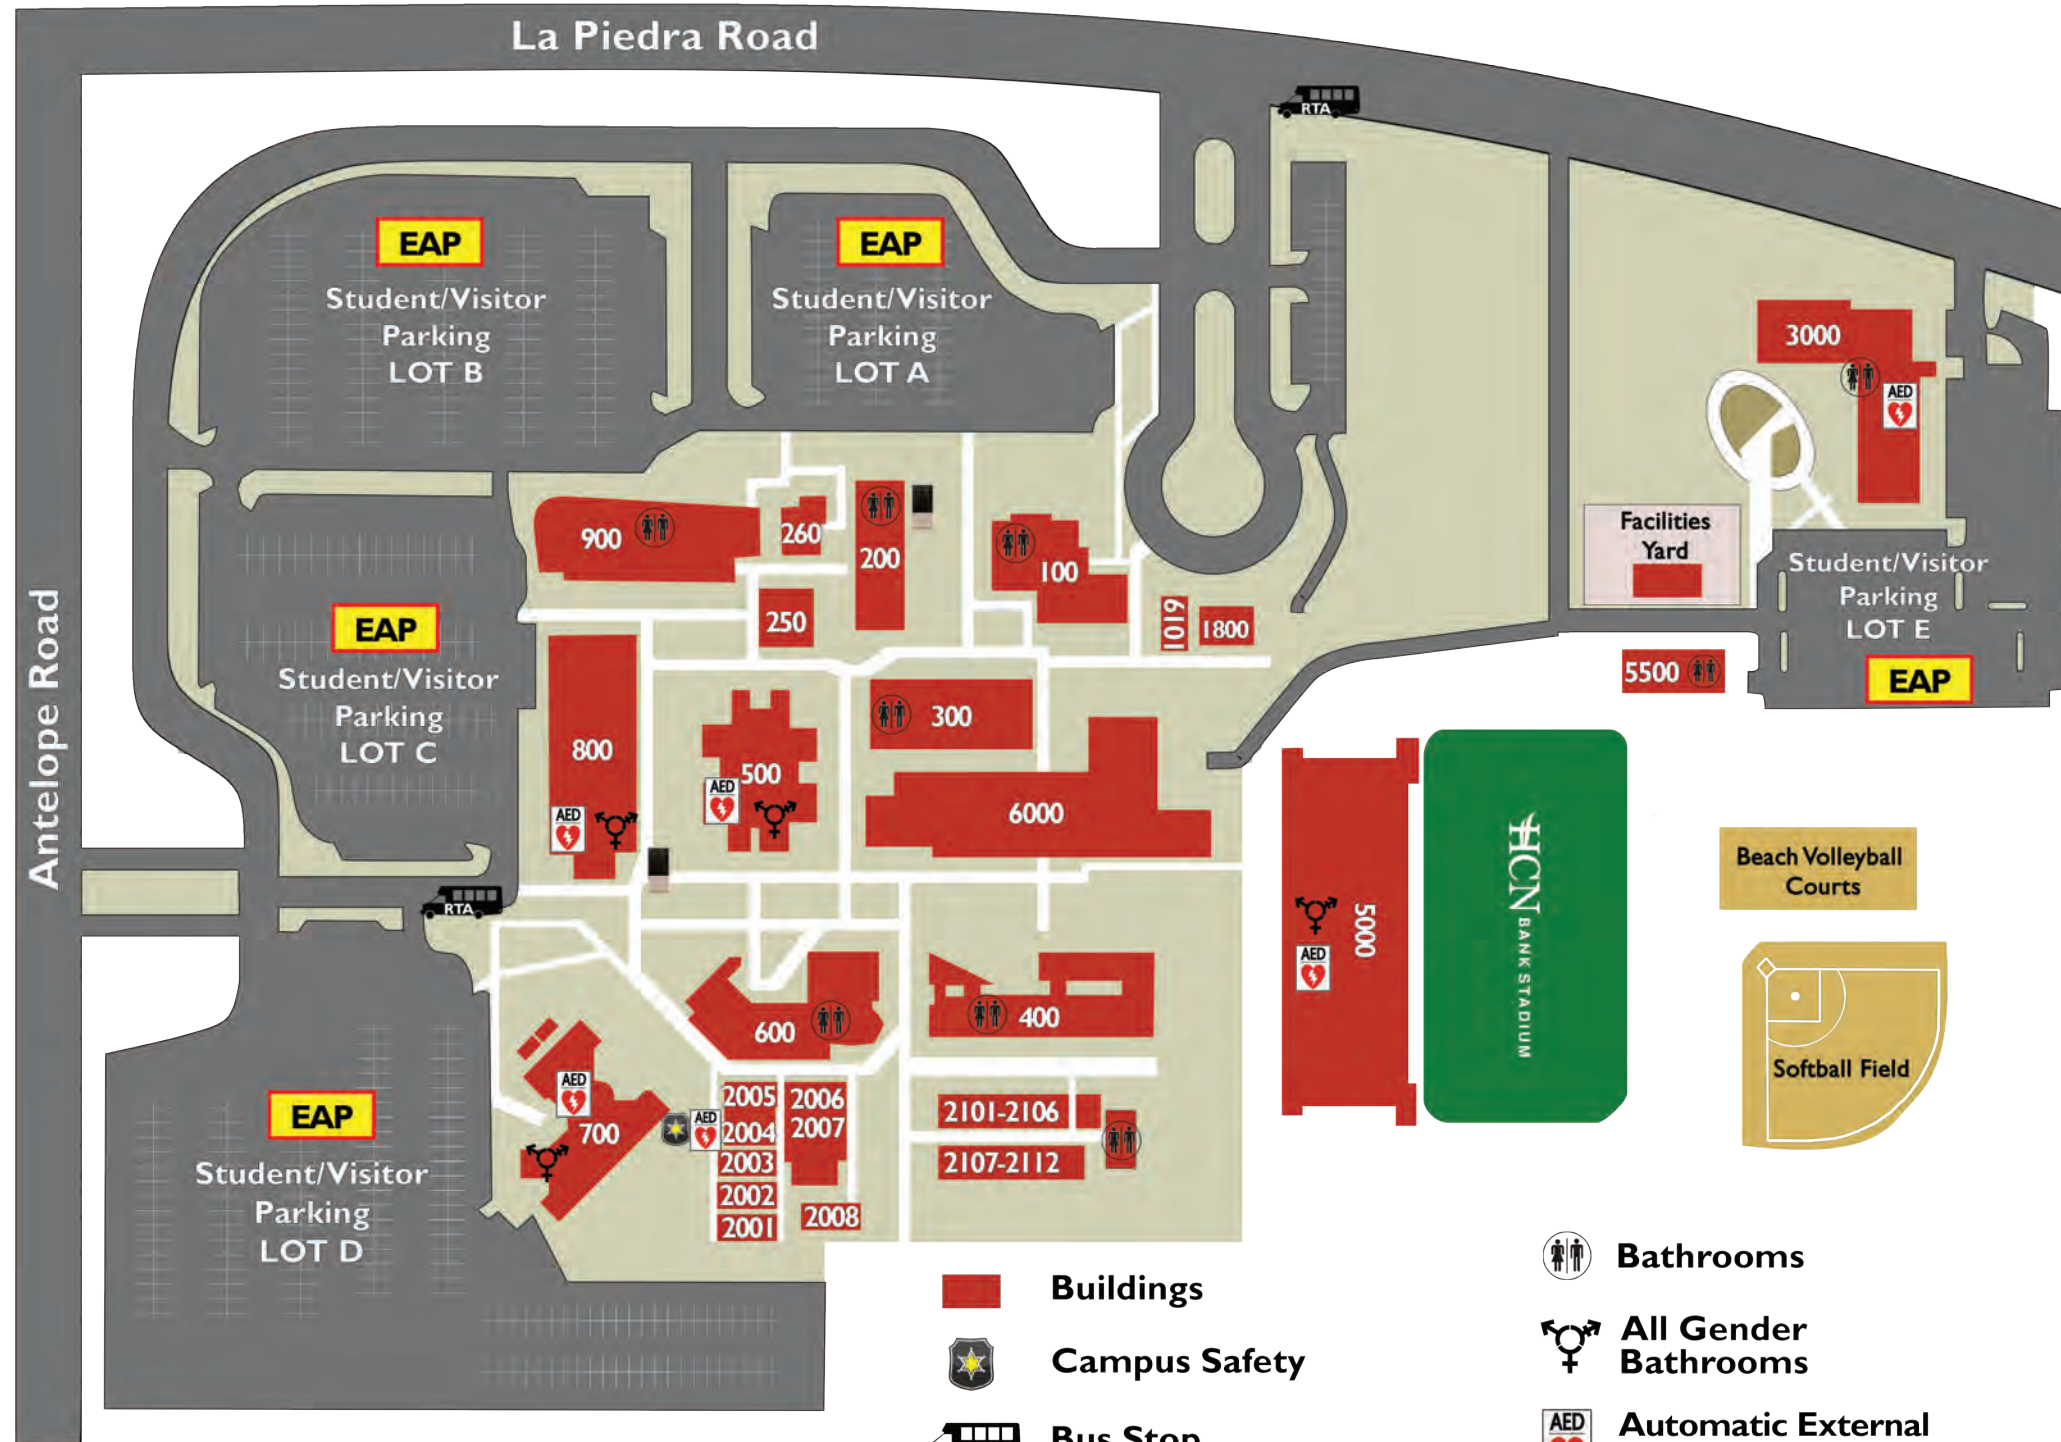 La Piedra Road
RTA
EAP
Student/Visitor
Parking
LOT B
EAP
Student/Visitor
Parking
LOT A
3000
AED
900
260
200
100
250
1019
1800
Facilities
Yard
Student/Visitor
Parking
LOT E
EAP
5500
EAP
Student/Visitor
Parking
LOT C
Antelope Road
800
AED
500
AED
300
6000
RTA
5000
AED
HCN BANK STADIUM
Beach Volleyball
Courts
Softball Field
600
400
EAP
Student/Visitor
Parking
LOT D
AED
700
AED
2005
2004
2003
2002
2001
2006
2007
2008
2101-2106
2107-2112
Buildings
Campus Safety
Bus Stop
Bathrooms
All Gender
Bathrooms
AED
Automatic External